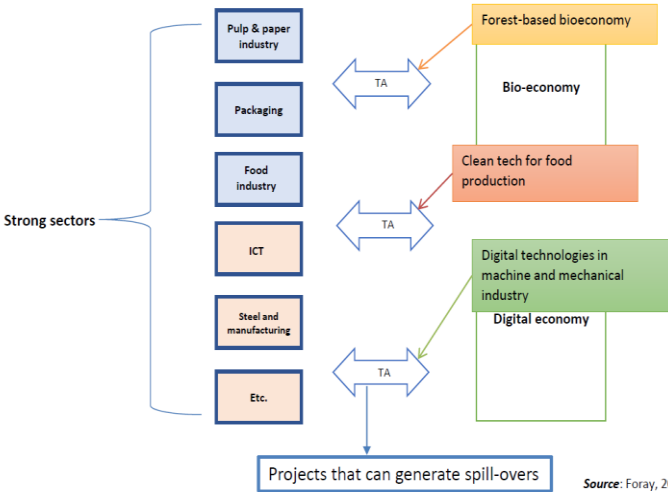 Pulp & paper
industry
Packaging
Food
industry
Strong sectors
ICT
Steel and
manufacturing
Etc.
TA
TA
TA
Forest-based bioeconomy
Bio-economy
Clean tech for food
production
Digital technologies in
machine and mechanical
industry
Digital economy
Projects that can generate spill-overs
Source: Foray, 20